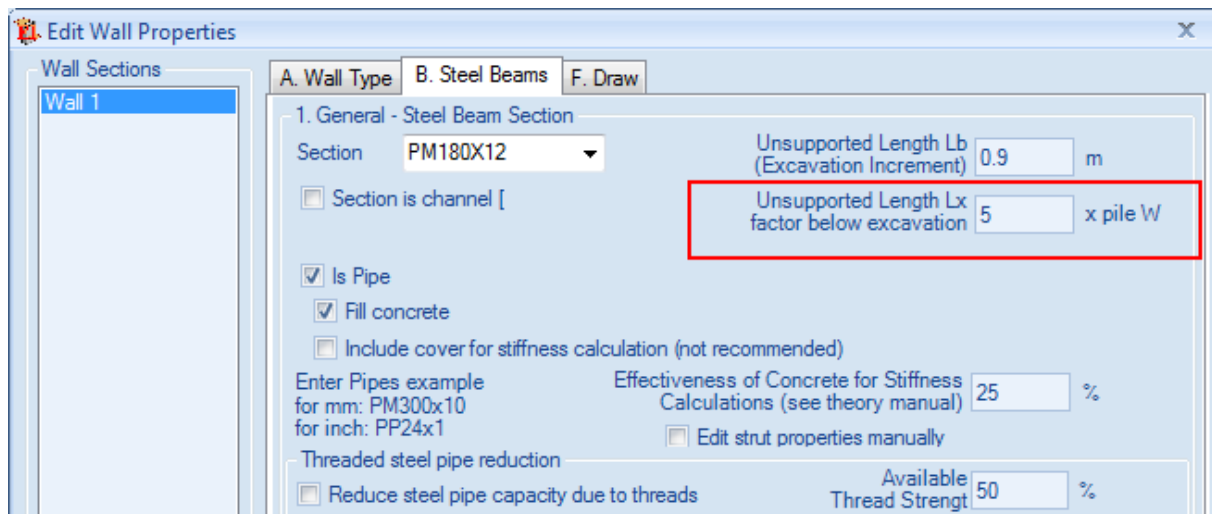 Edit Wall Properties
x
Wall Sections
Wall 1
A. Wall Type B. Steel Beams F. Draw
1. General - Steel Beam Section
Section PM180X12
Unsupported Length Lb
(Excavation Increment) 0.9 m
Section is channel [
Unsupported Length Lx
factor below excavation 5 x pile W
Is Pipe
Fill concrete
Include cover for stiffness calculation (not recommended)
Enter Pipes example
for mm: PM300x10
for inch: PP24x1
Effectiveness of Concrete for Stiffness
Calculations (see theory manual) 25 %
Edit strut properties manually
Threaded steel pipe reduction
Reduce steel pipe capacity due to threads
Available
Thread Strengt 50 %